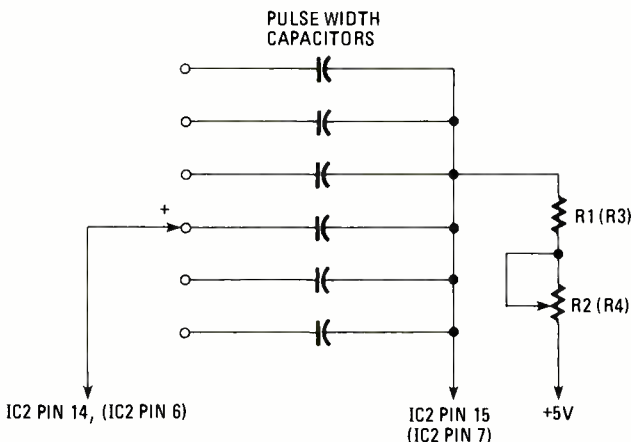 PULSE WIDTH
CAPACITORS
+
R1 (R3)
R2 (R4)
IC2 PIN 14, (IC2 PIN 6)
IC2 PIN 15
(IC2 PIN 7)
+5V